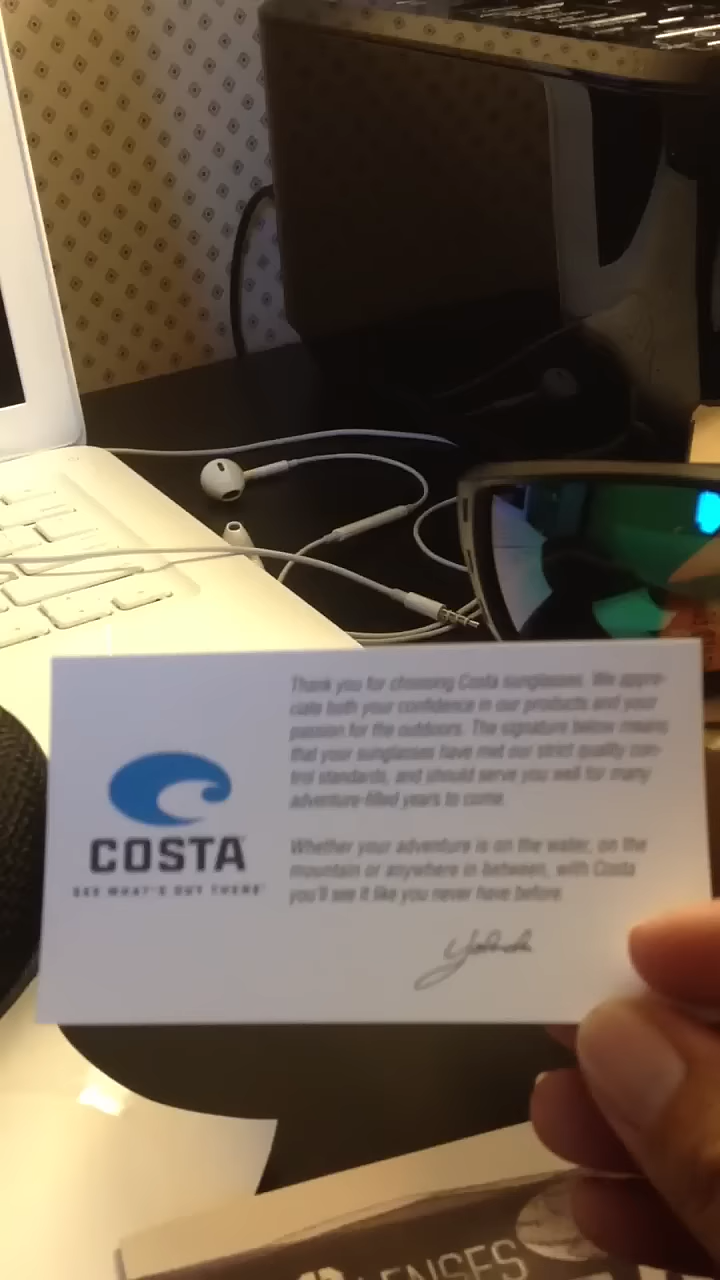 COSTA
SEE WHAT'S OUT THERE
Thank you for choosing Costa sunglasses. We appre-
ciate both your confidence in our products and your
passion for the outdoors. The signature below means
that your sunglasses have met our strict quality con-
trol standards, and should serve you well for many
adventure-filled years to come.
Whether your adventure is on the water, on the
mountain or anywhere in between, with Costa
you'll see it like you never have before.
LENSES